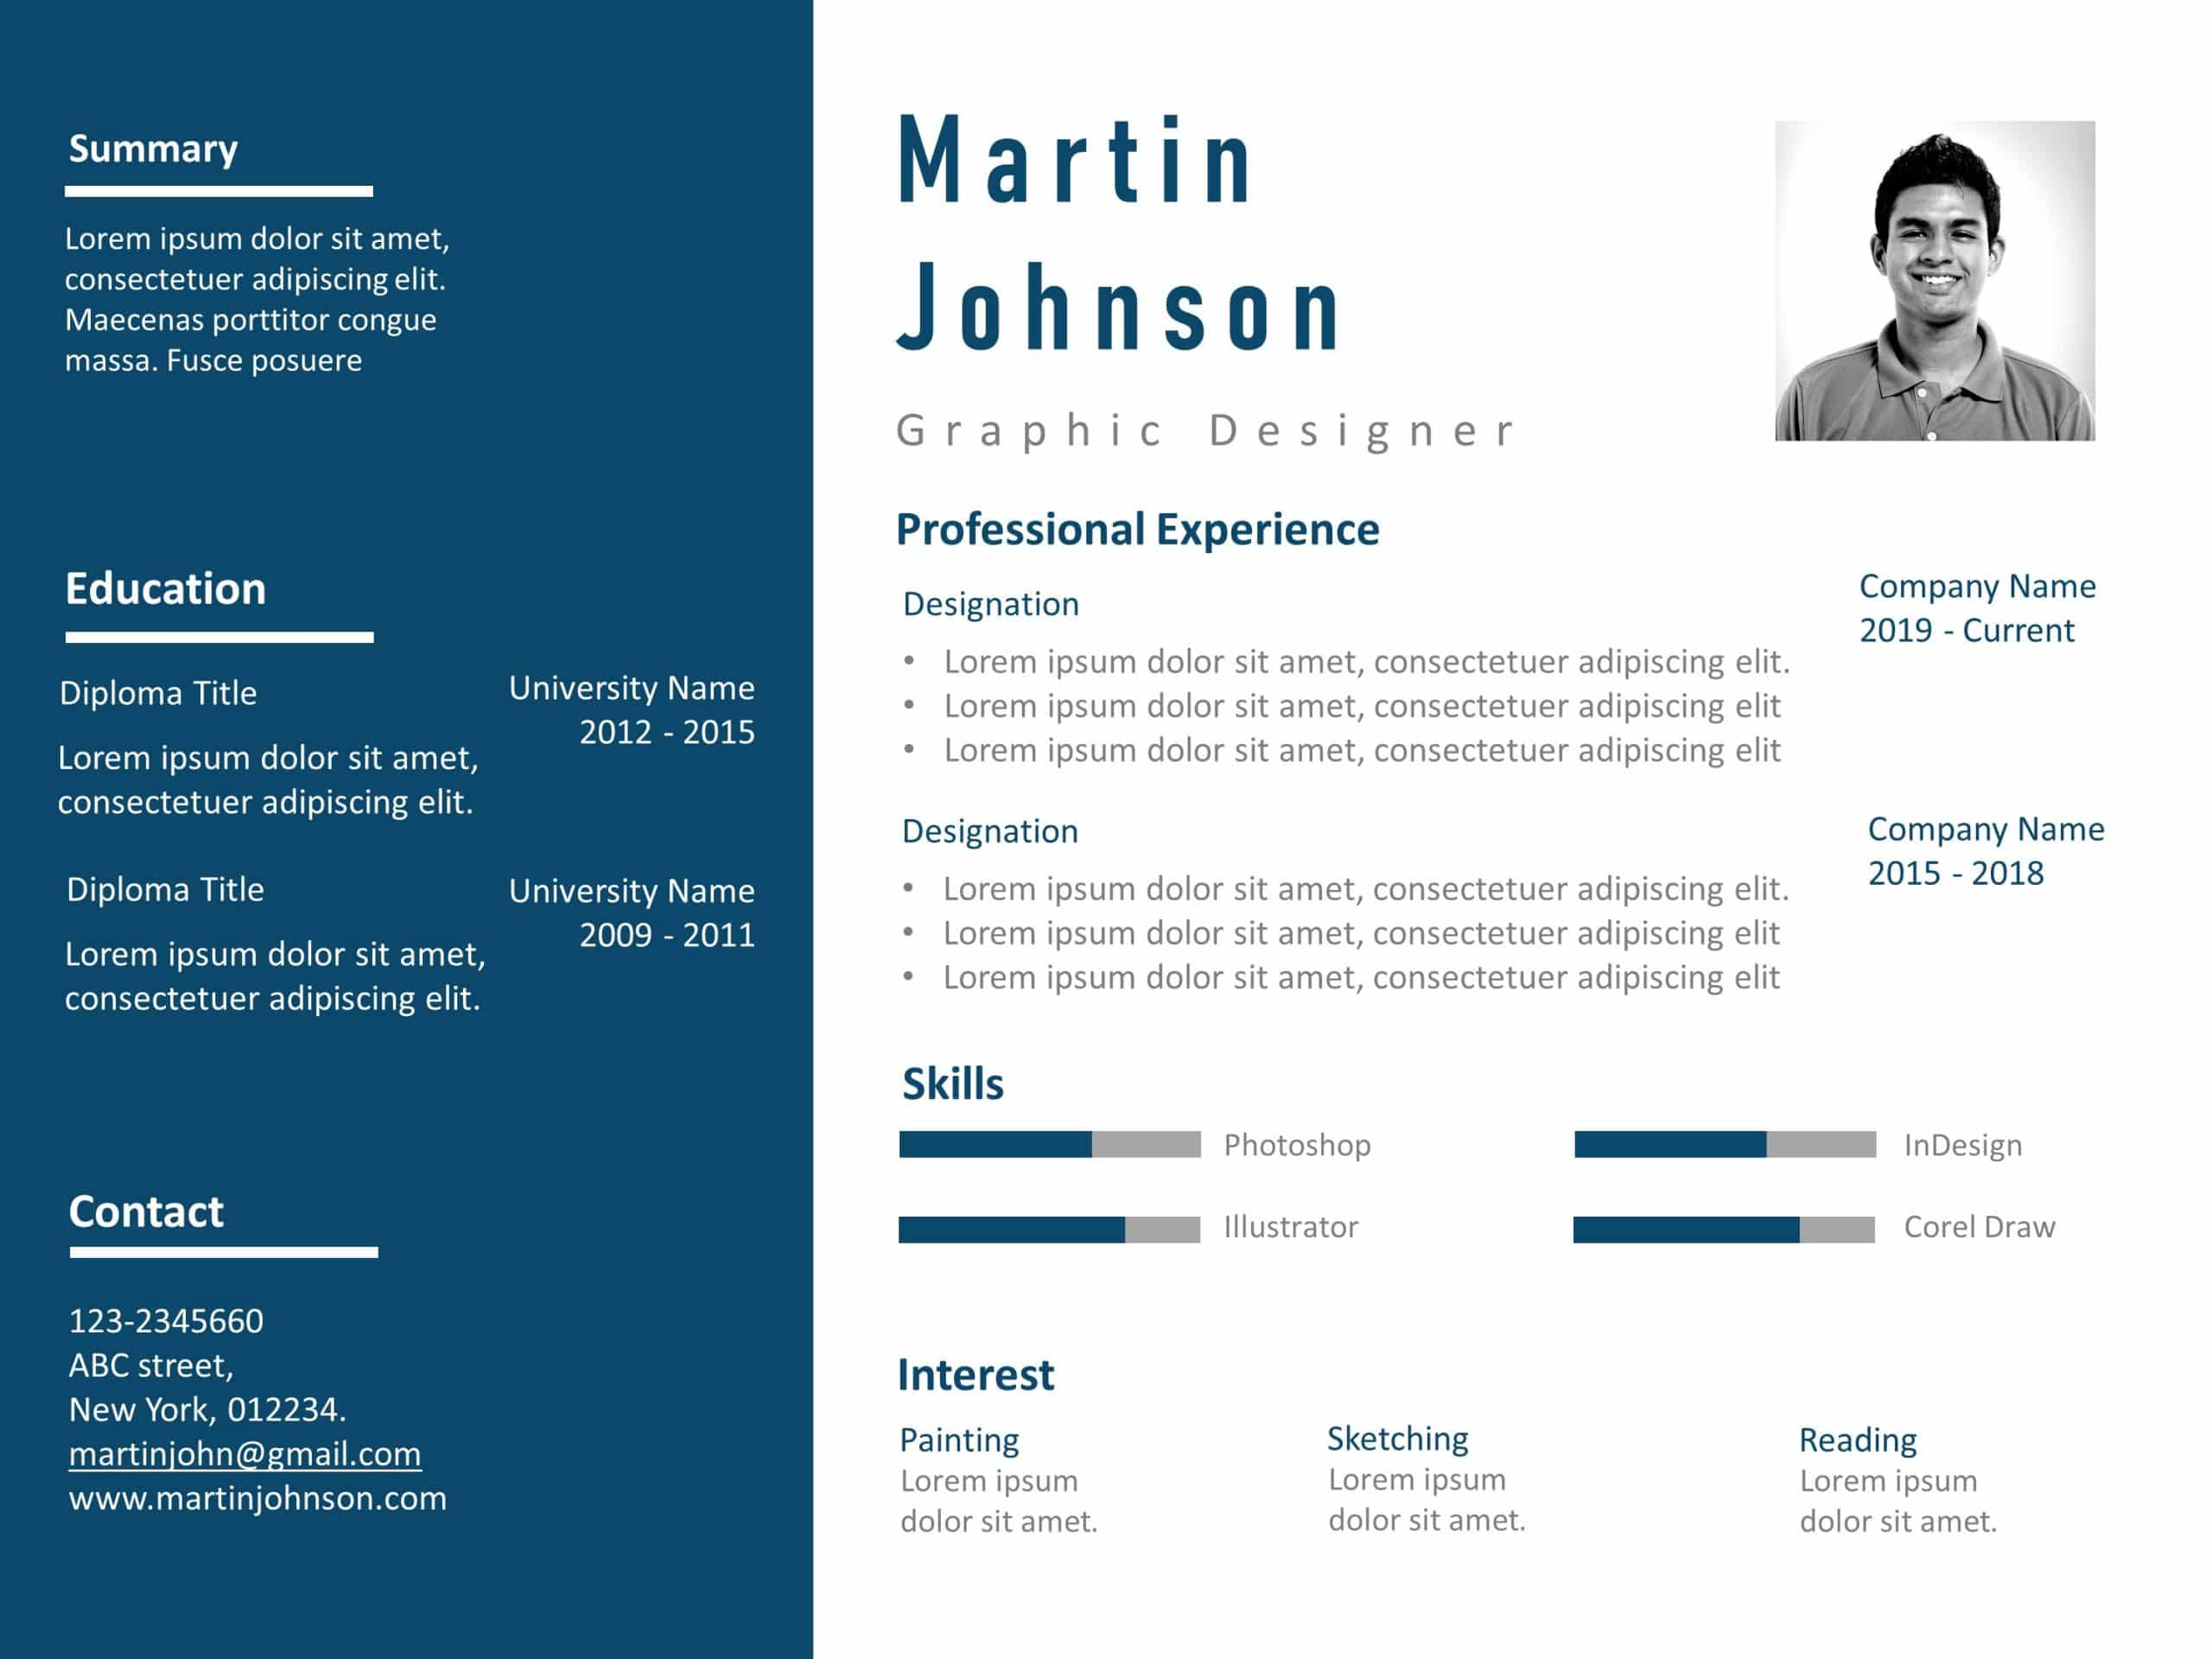 Summary
Lorem ipsum dolor sit amet,
consectetuer adipiscing elit.
Maecenas porttitor congue
massa. Fusce posuere
Education
Diploma Title
University Name
2012 - 2015
Lorem ipsum dolor sit amet,
consectetuer adipiscing elit.
Diploma Title
University Name
2009 - 2011
Lorem ipsum dolor sit amet,
consectetuer adipiscing elit.
Contact
123-2345660
ABC street,
New York, 012234.
martinjohn@gmail.com
www.martinjohnson.com
Martin
Johnson
Graphic Designer
Professional Experience
Designation
Company Name
2019 - Current
• Lorem ipsum dolor sit amet, consectetuer adipiscing elit.
• Lorem ipsum dolor sit amet, consectetuer adipiscing elit
• Lorem ipsum dolor sit amet, consectetuer adipiscing elit
Designation
Company Name
2015 - 2018
• Lorem ipsum dolor sit amet, consectetuer adipiscing elit.
• Lorem ipsum dolor sit amet, consectetuer adipiscing elit
• Lorem ipsum dolor sit amet, consectetuer adipiscing elit
Skills
Photoshop
InDesign
Illustrator
Corel Draw
Interest
Painting
Lorem ipsum
dolor sit amet.
Sketching
Lorem ipsum
dolor sit amet.
Reading
Lorem ipsum
dolor sit amet.